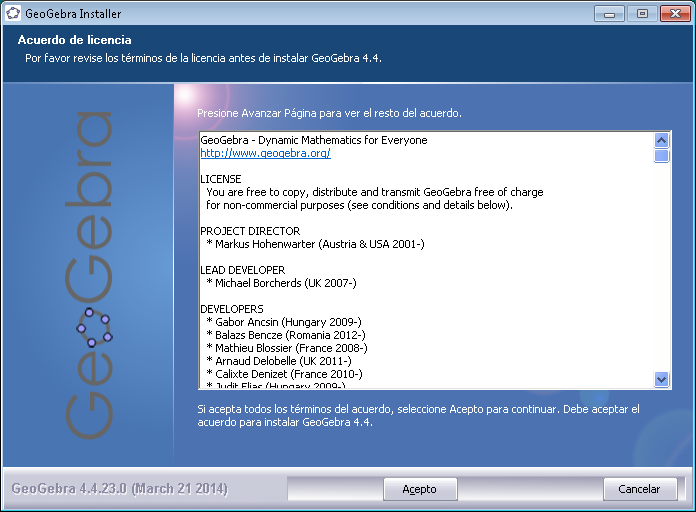 GeoGebra Installer
Acuerdo de licencia
Por favor revise los términos de la licencia antes de instalar GeoGebra 4.4.
GeoGebra
Presione Avanzar Página para ver el resto del acuerdo.
GeoGebra - Dynamic Mathematics for Everyone
http://www.geogebra.org/
LICENSE
You are free to copy, distribute and transmit GeoGebra free of charge
for non-commercial purposes (see conditions and details below).
PROJECT DIRECTOR
* Markus Hohenwarter (Austria & USA 2001-)
LEAD DEVELOPER
* Michael Borcherds (UK 2007-)
DEVELOPERS
* Gabor Ancsin (Hungary 2009-)
* Balazs Bencze (Romania 2012-)
* Mathieu Blossier (France 2008-)
* Arnaud Delobelle (UK 2011-)
* Calixte Denizet (France 2010-)
* Judit Elias (Hungary 2009-)
Si acepta todos los términos del acuerdo, seleccione Acepto para continuar. Debe aceptar el
acuerdo para instalar GeoGebra 4.4.
GeoGebra 4.4.23.0 (March 21 2014)
Acepto
Cancelar